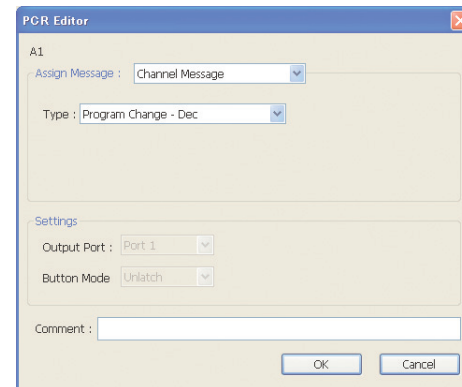 PCR Editor
A1
Assign Message : Channel Message
Type : Program Change - Dec
Settings
Output Port : Port 1
Button Mode Unlatch
Comment :
OK Cancel